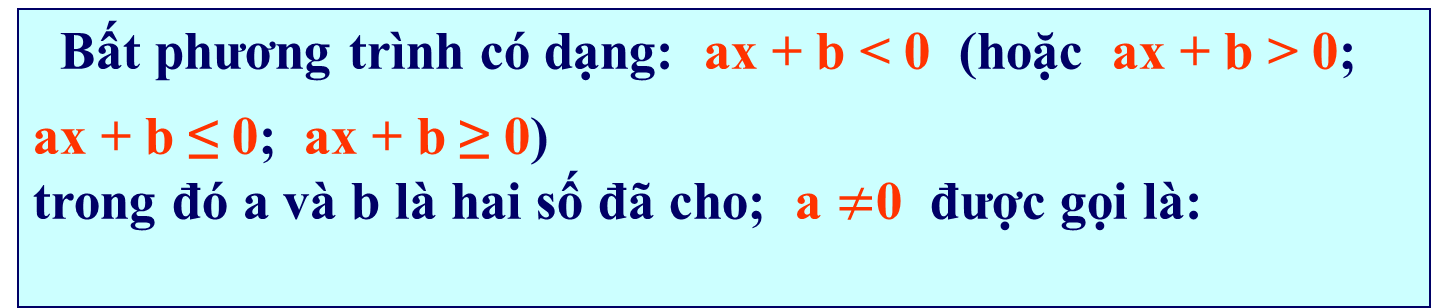 Bất phương trình có dạng: ax + b < 0 (hoặc ax + b > 0;
ax + b ≤ 0; ax + b ≥ 0)
trong đó a và b là hai số đã cho; a ≠0 được gọi là: